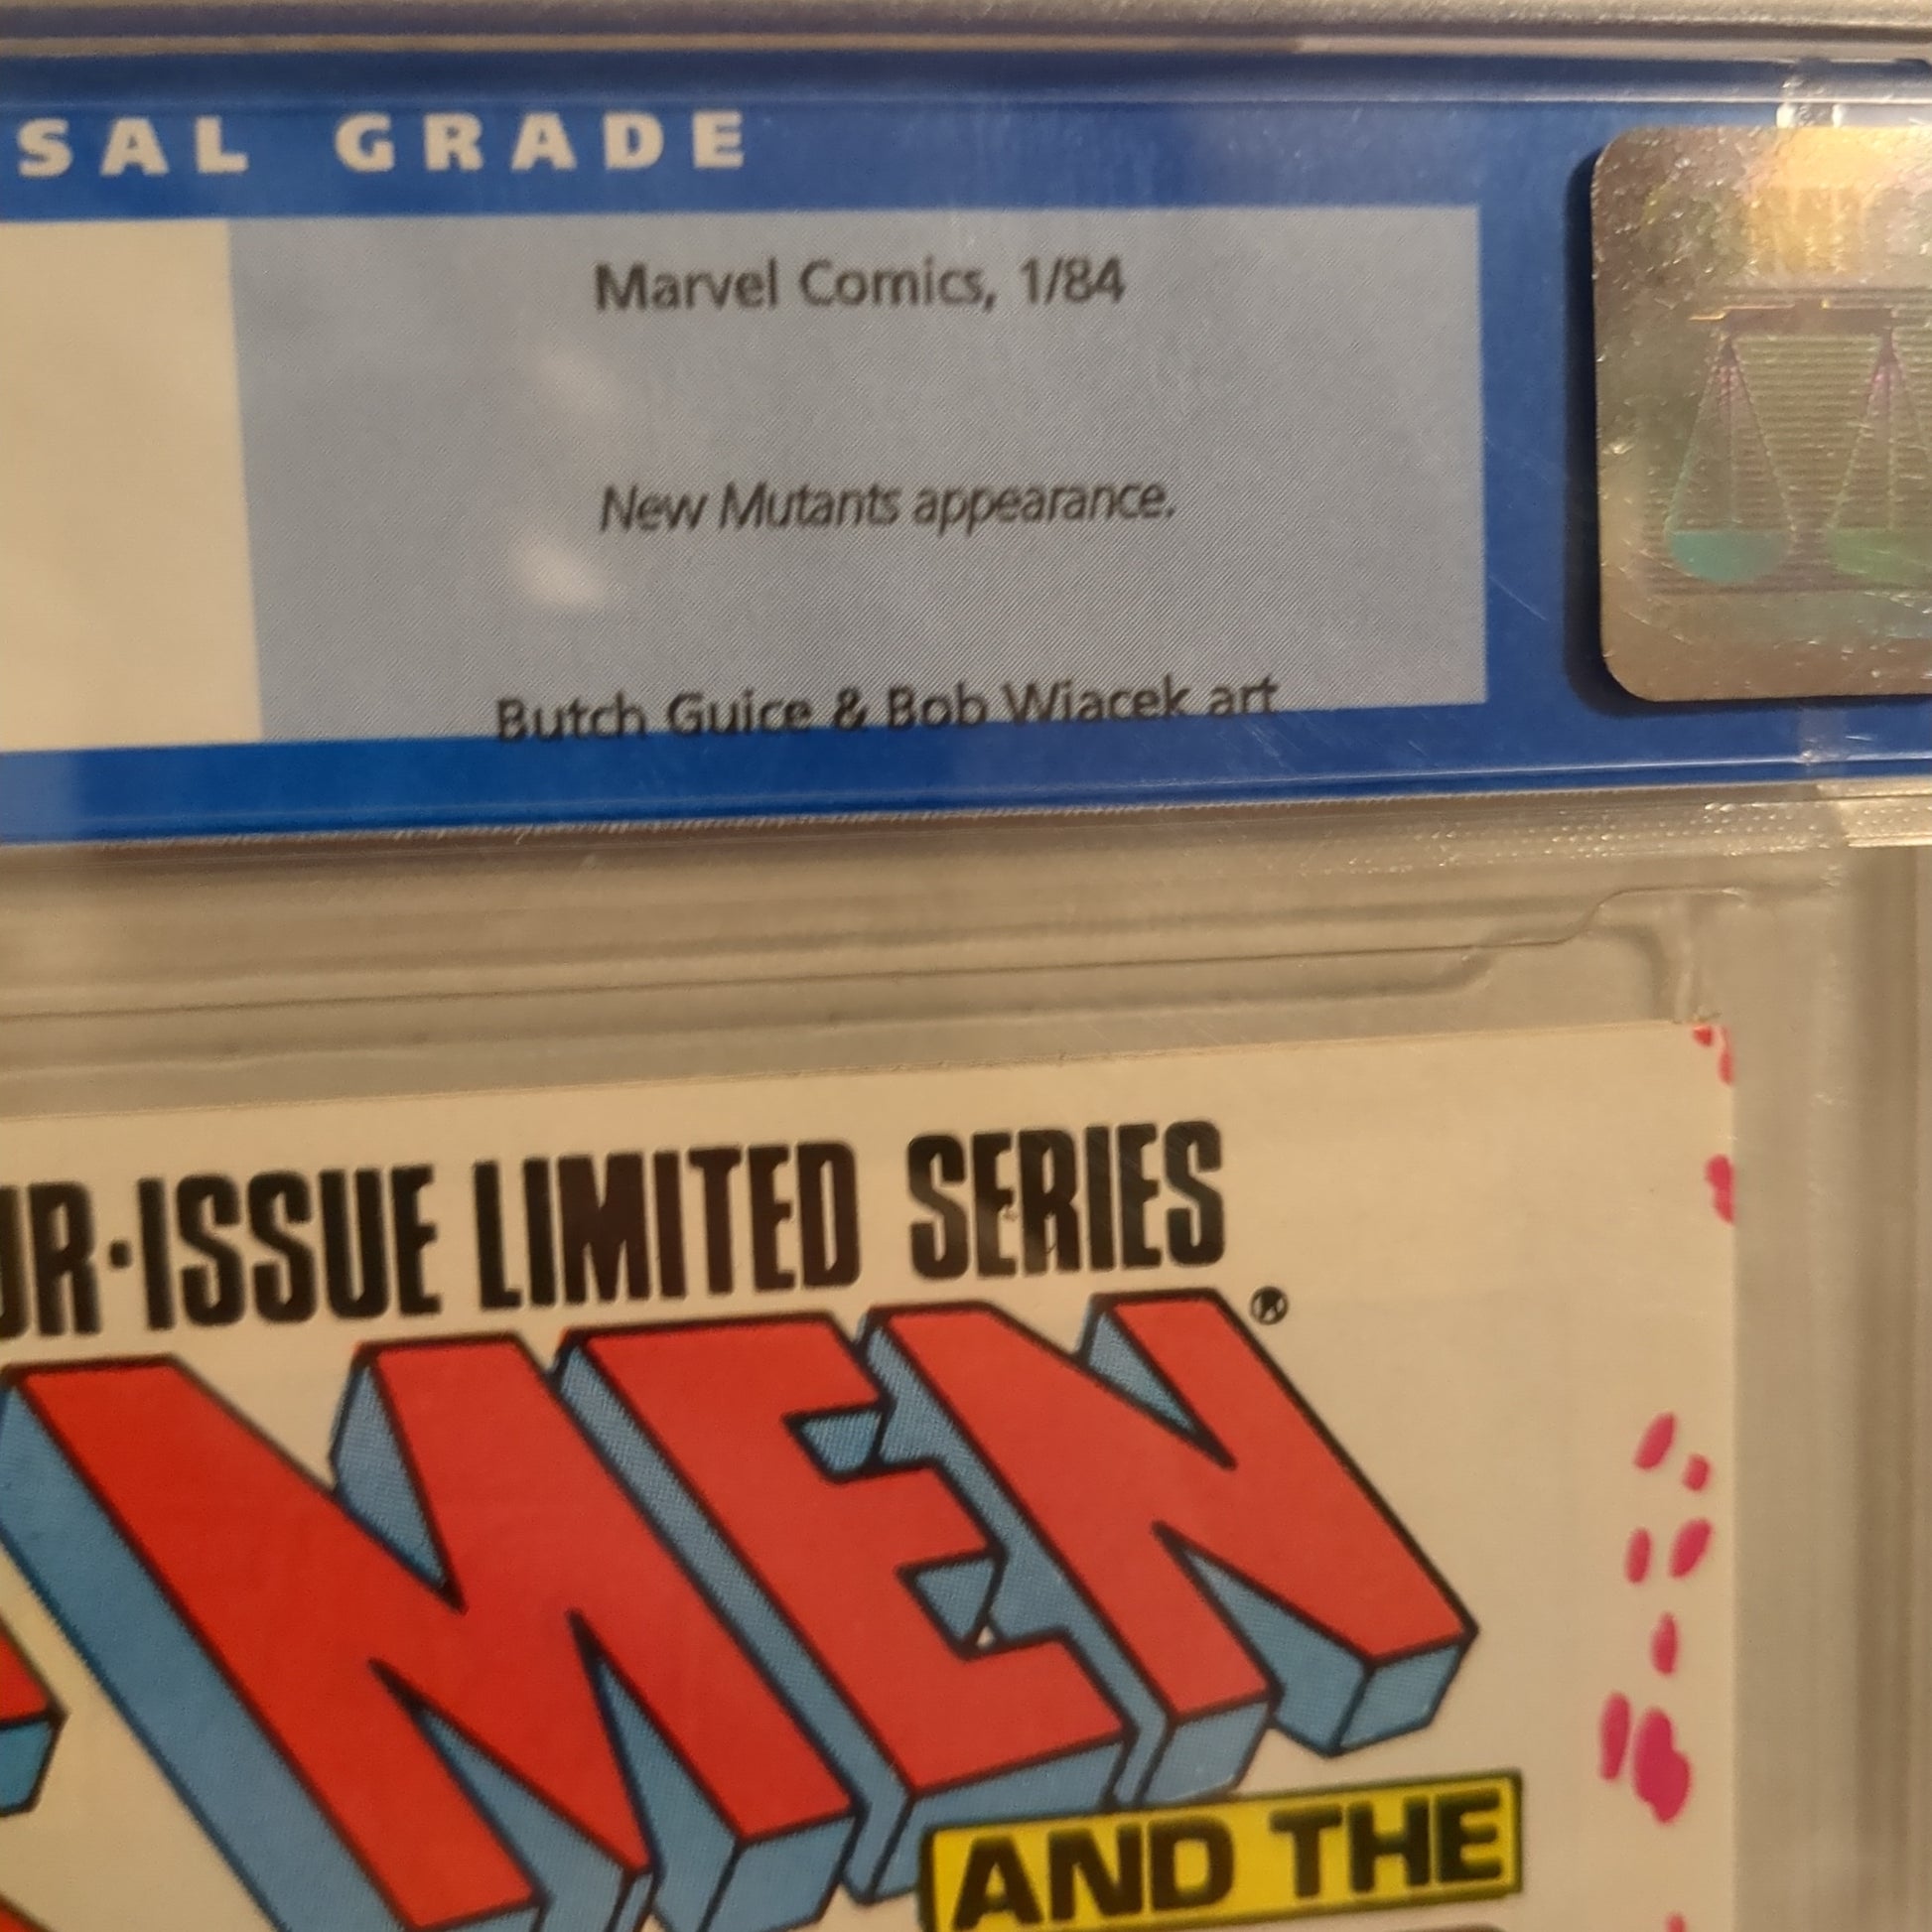 SAL GRADE
Marvel Comics, 1/84
New Mutants appearance.
Butch Guice & Bob Wiacek art
UR·ISSUE LIMITED SERIES
MEN®
AND THE